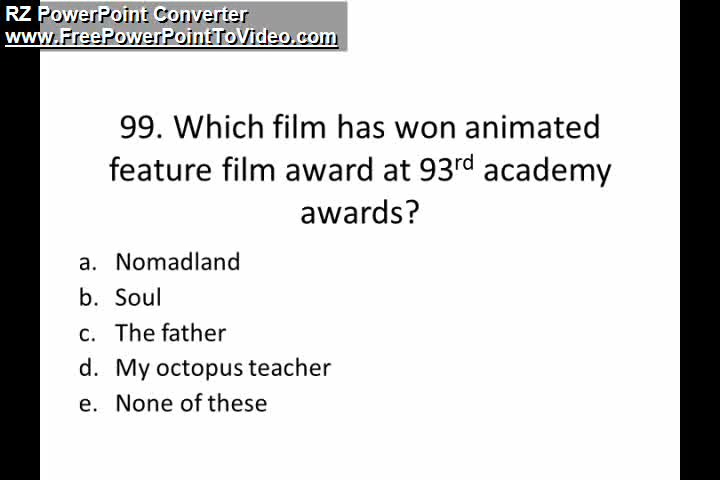 RZ PowerPoint Converter
www.FreePowerPointToVideo.com
99. Which film has won animated
feature film award at 93rd academy
awards?
a. Nomadland
b. Soul
c. The father
d. My octopus teacher
e. None of these